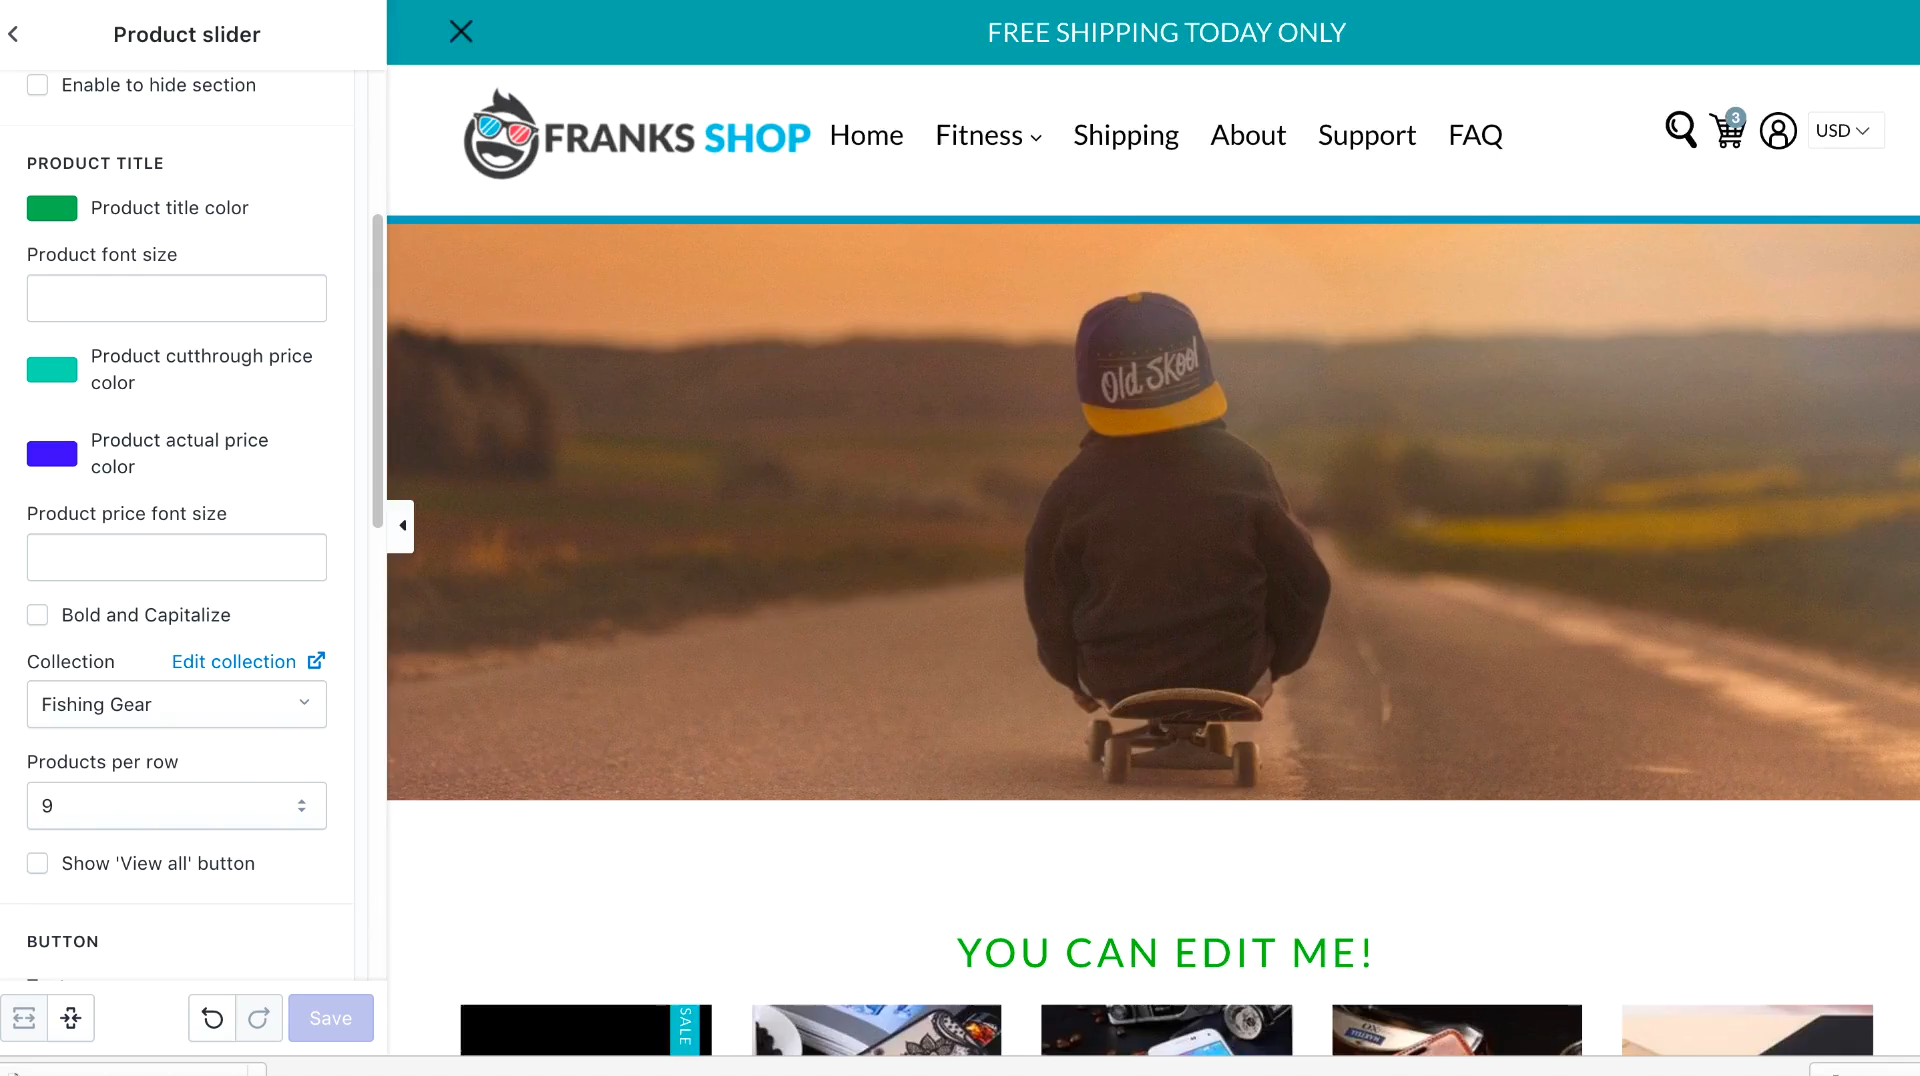 Product slider
Enable to hide section
PRODUCT TITLE
Product title color
Product font size
Product cutthrough price
color
Product actual price
color
Product price font size
Bold and Capitalize
Collection Edit collection
Fishing Gear
Products per row
9
Show 'View all' button
BUTTON
Save
FREE SHIPPING TODAY ONLY
FRANKS SHOP Home Fitness Shipping About Support FAQ 3 USD
Old Skool
YOU CAN EDIT ME!
SALE